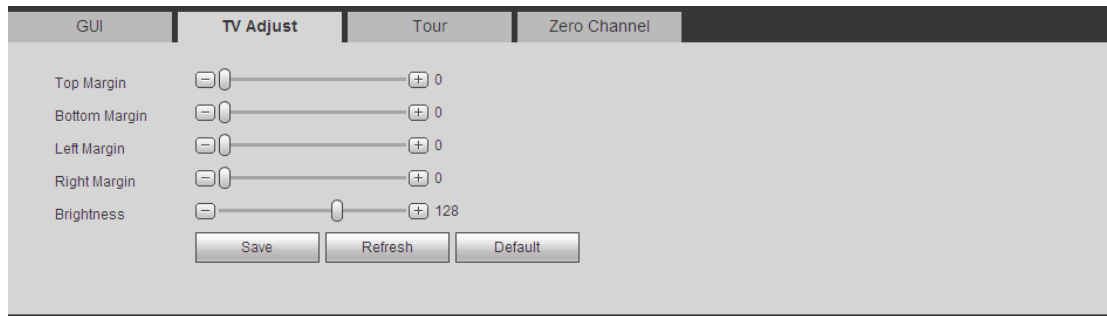 GUI TV Adjust Tour Zero Channel
Top Margin 0
Bottom Margin 0
Left Margin 0
Right Margin 0
Brightness 128
Save Refresh Default